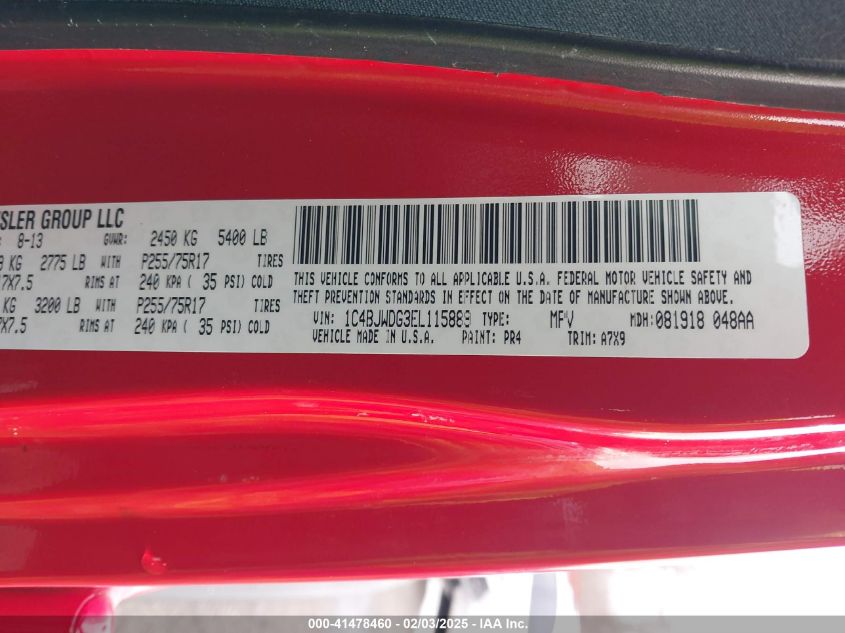 SLER GROUP LLC
: 8-13 GVWR: 2450 KG 5400 LB
KG 2775 LB WITH P255/75R17 TIRES
7X7.5 RIMS AT 240 KPA ( 35 PSI) COLD
KG 3200 LB WITH P255/75R17 TIRES
7X7.5 RIMS AT 240 KPA ( 35 PSI) COLD
THIS VEHICLE CONFORMS TO ALL APPLICABLE U.S.A. FEDERAL MOTOR VEHICLE SAFETY AND
THEFT PREVENTION STANDARDS IN EFFECT ON THE DATE OF MANUFACTURE SHOWN ABOVE.
VIN: 1C4BJWDG3EL115889 TYPE: MPV MDH: 081918 048AA
VEHICLE MADE IN U.S.A. PAINT: PR4 TRIM: A7X9
000-41478460 - 02/03/2025 - IAA Inc.